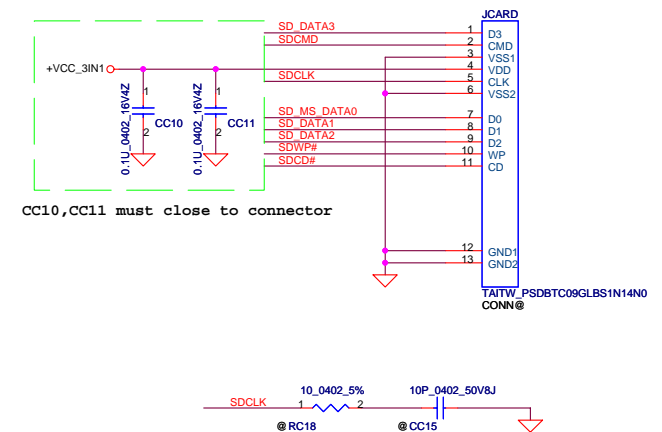 JCARD
SD_DATA3 1 D3
SDCMD 2 CMD
3 VSS1
+VCC_3IN1 4 VDD
SDCLK 5 CLK
6 VSS2
SD_MS_DATA0 7 D0
SD_DATA1 8 D1
SD_DATA2 9 D2
SDWP# 10 WP
SDCD# 11 CD
0.1U_0402_16V4Z 1 2 CC10
0.1U_0402_16V4Z 1 2 CC11
CC10,CC11 must close to connector
12 GND1
13 GND2
TAITW_PSDBTC09GLBS1N14N0
CONN@
10_0402_5% 10P_0402_50V8J
SDCLK 1 2
@ RC18 @ CC15